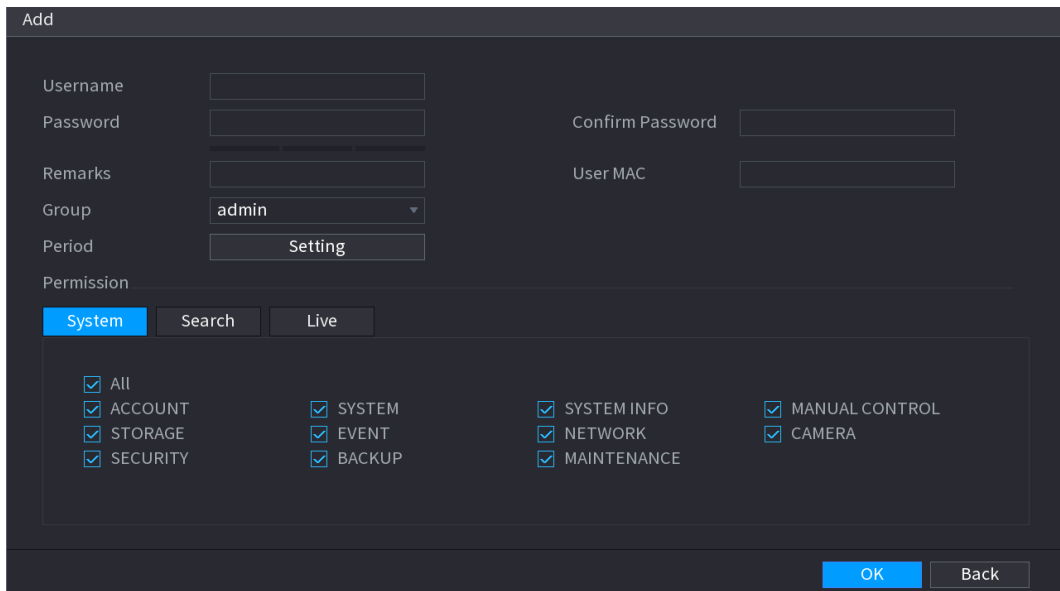 Add
Username
Password Confirm Password
Remarks User MAC
Group admin
Period Setting
Permission
System Search Live
All
ACCOUNT SYSTEM SYSTEM INFO MANUAL CONTROL
STORAGE EVENT NETWORK CAMERA
SECURITY BACKUP MAINTENANCE
OK Back